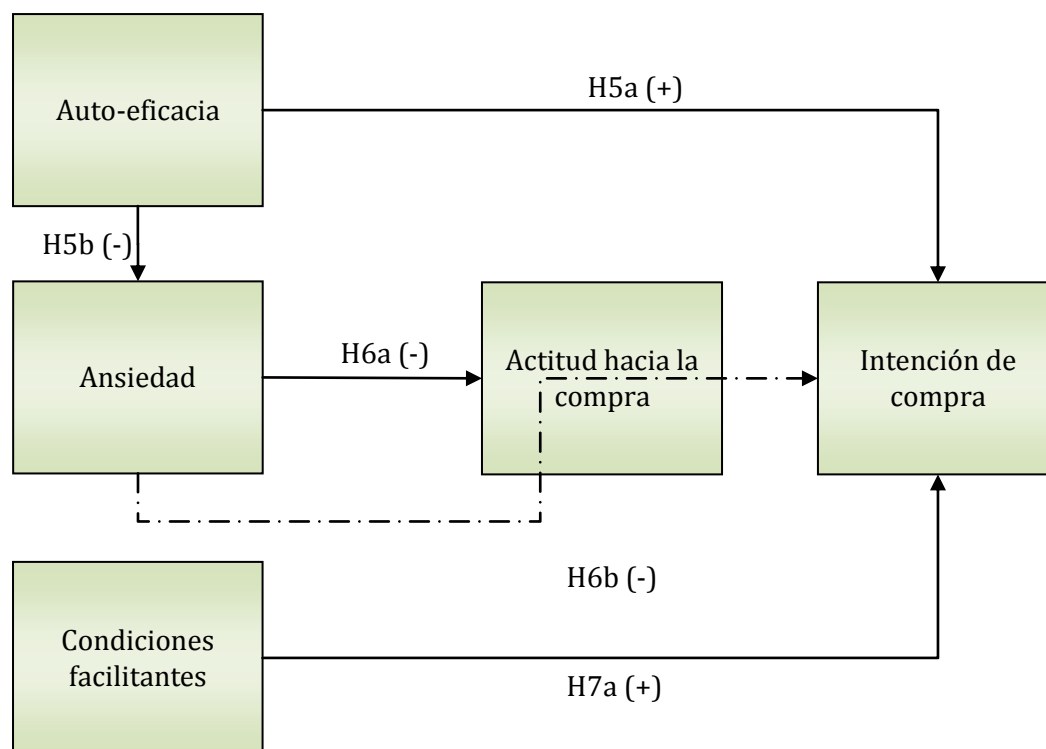 H5a (+)
Auto-eficacia
H5b (-)
Ansiedad
H6a (-)
Actitud hacia la
compra
Intención de
compra
H6b (-)
Condiciones
facilitantes
H7a (+)